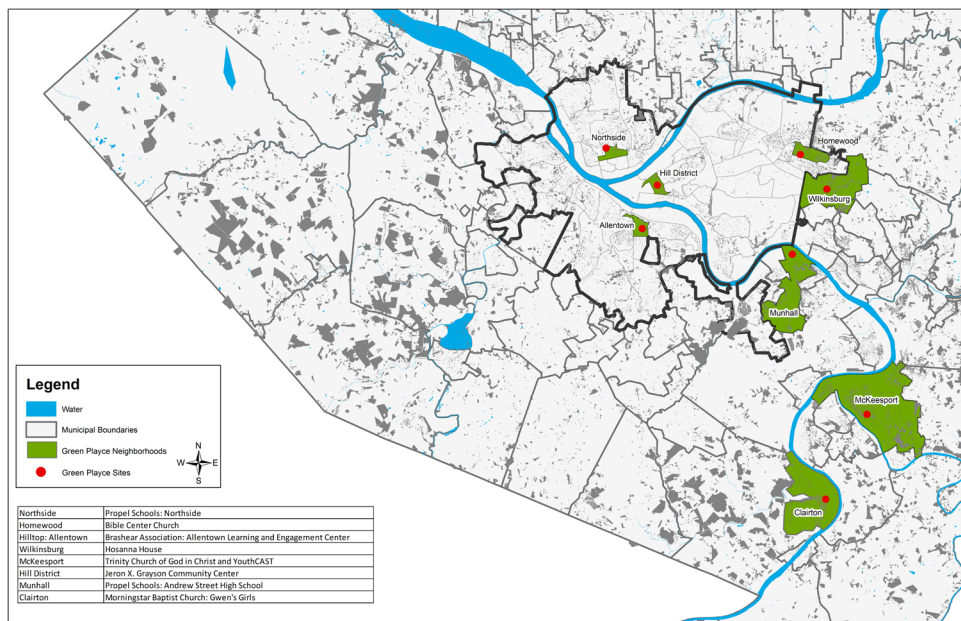 Northside
Homewood
Hill District
Wilkinsburg
Allentown
Munhall
McKeesport
Clairton
Legend
Water
Municipal Boundaries
Green Playce Neighborhoods
Green Playce Sites
N
W E
S
Northside Propel Schools: Northside
Homewood Bible Center Church
Hilltop: Allentown Brashear Association: Allentown Learning and Engagement Center
Wilkinsburg Hosanna House
McKeesport Trinity Church of God in Christ and YouthCAST
Hill District Jeron X. Grayson Community Center
Munhall Propel Schools: Andrew Street High School
Clairton Morningstar Baptist Church: Gwen's Girls